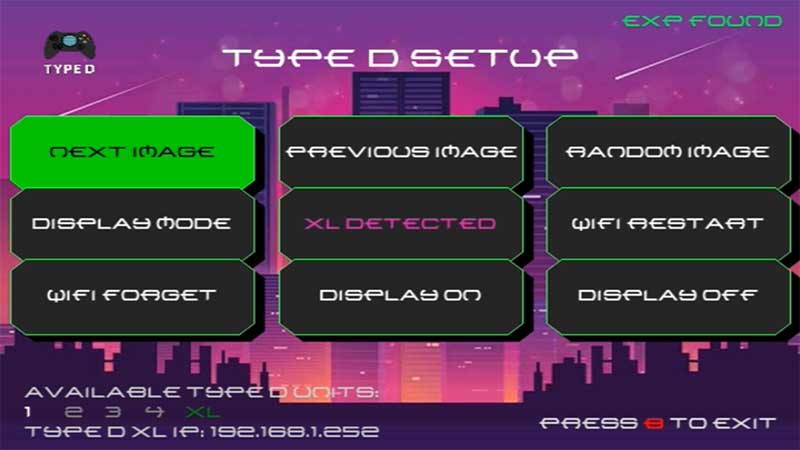 EXP FOUND
TYPE D
TYPE D SETUP
NEXT IMAGE
PREVIOUS IMAGE
RANDOM IMAGE
DISPLAY MODE
XL DETECTED
WIFI RESTART
WIFI FORGET
DISPLAY ON
DISPLAY OFF
AVAILABLE TYPE D UNITS:
1 2 3 4 XL
TYPE D XL IP: 192.168.1.252
PRESS B TO EXIT